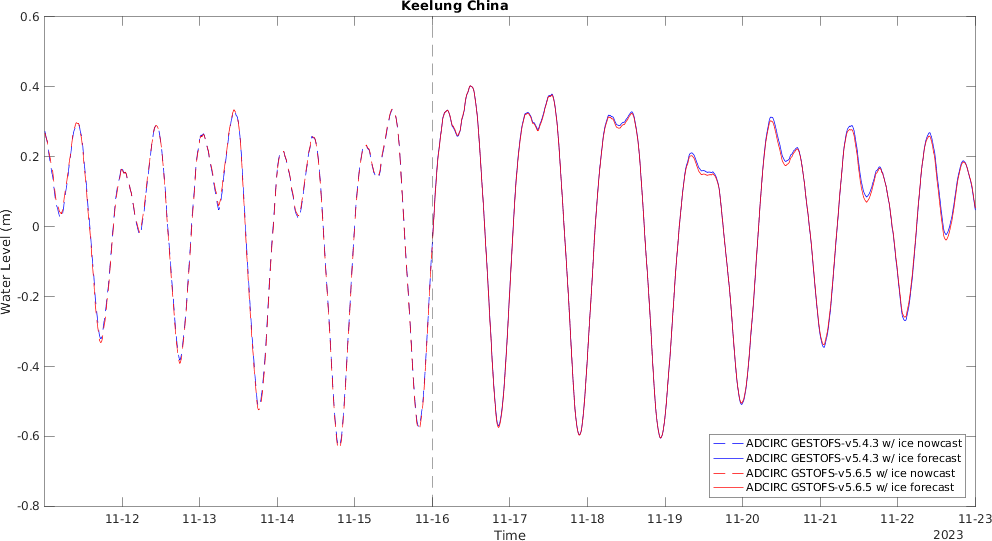 Keelung China
0.6
0.4
0.2
0
-0.2
-0.4
-0.6
-0.8
Water Level (m)
ADCIRC GESTOFS-v5.4.3 w/ ice nowcast
ADCIRC GESTOFS-v5.4.3 w/ ice forecast
ADCIRC GSTOFS-v5.6.5 w/ ice nowcast
ADCIRC GSTOFS-v5.6.5 w/ ice forecast
11-12 11-13 11-14 11-15 11-16 11-17 11-18 11-19 11-20 11-21 11-22 11-23
Time
2023